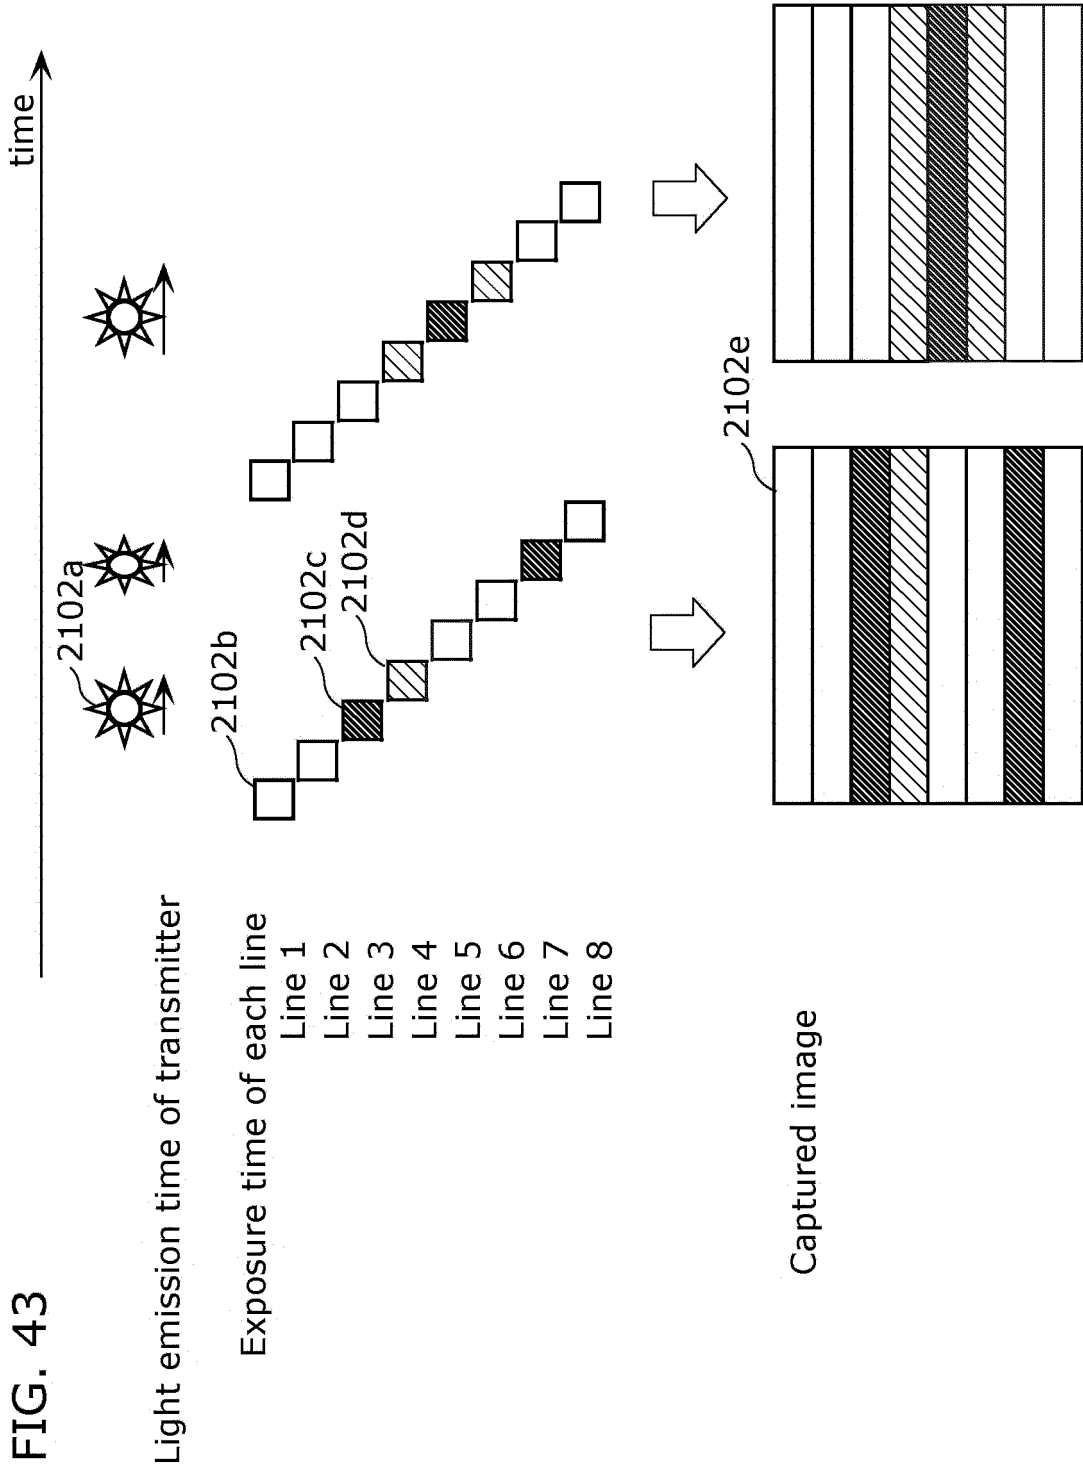 FIG. 43
time
Light emission time of transmitter
2102a
Exposure time of each line
2102b
2102c
2102d
Line 1
Line 2
Line 3
Line 4
Line 5
Line 6
Line 7
Line 8
Captured image
2102e